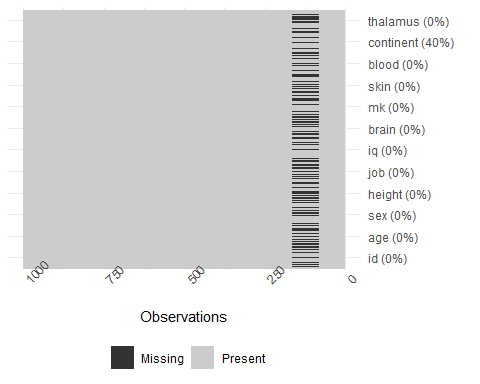 thalamus (0%)
continent (40%)
blood (0%)
skin (0%)
mk (0%)
brain (0%)
iq (0%)
job (0%)
height (0%)
sex (0%)
age (0%)
id (0%)
1000
750
500
250
0
Observations
Missing
Present